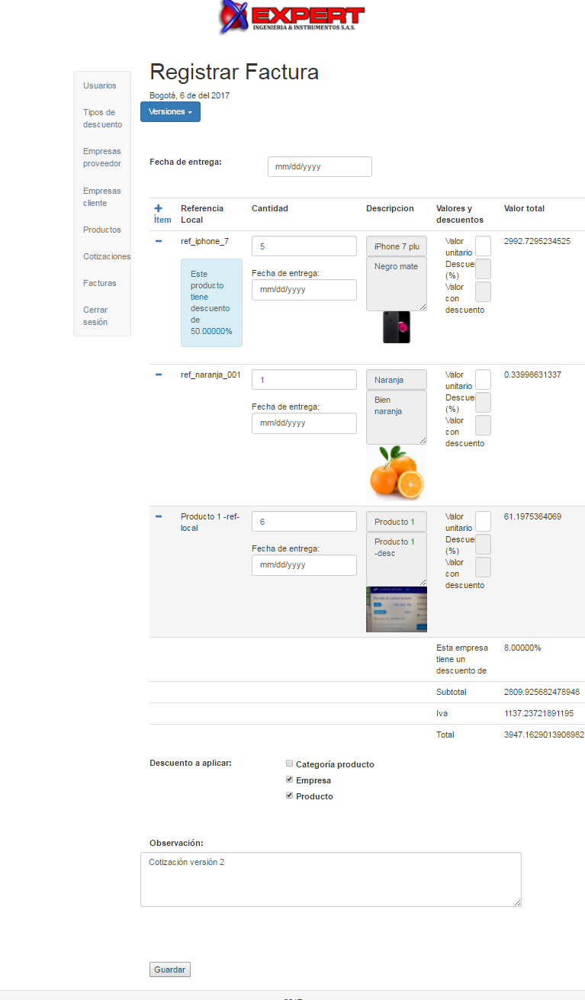 EXPERT
INGENIERIA & INSTRUMENTOS S.A.S.
Usuarios
Tipos de
descuento
Empresas
proveedor
Empresas
cliente
Productos
Cotizaciones
Facturas
Cerrar
sesión
Registrar Factura
Bogotá, 6 de del 2017
Versiones
Fecha de entrega:
mm/dd/yyyy
Ítem
Referencia
Local
Cantidad
Descripcion
Valores y
descuentos
Valor total
ref_iphone_7
Este
producto
tiene
descuento
de
50.00000%
5
Fecha de entrega:
mm/dd/yyyy
iPhone 7 plu
Negro mate
Valor
unitario
Descue
(%)
Valor
con
descuento
2992.7295234525
ref_naranja_001
1
Fecha de entrega:
mm/dd/yyyy
Naranja
Bien
naranja
Valor
unitario
Descue
(%)
Valor
con
descuento
0.33998631337
Producto 1 -ref-
local
6
Fecha de entrega:
mm/dd/yyyy
Producto 1
Producto 1
-desc
Valor
unitario
Descue
(%)
Valor
con
descuento
61.1975364069
Esta empresa
tiene un
descuento de
8.00000%
Subtotal 2809.925682478948
Iva 1137.23721891195
Total 3947.1629013908982
Descuento a aplicar:
Categoría producto
Empresa
Producto
Observación:
Cotización versión 2
Guardar